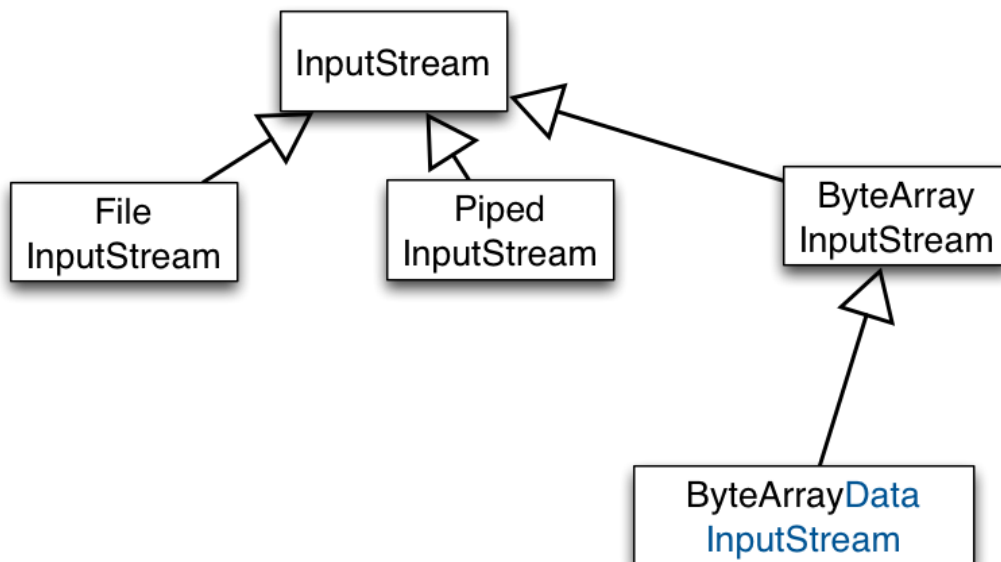 InputStream
File
InputStream
Piped
InputStream
ByteArray
InputStream
ByteArrayData
InputStream